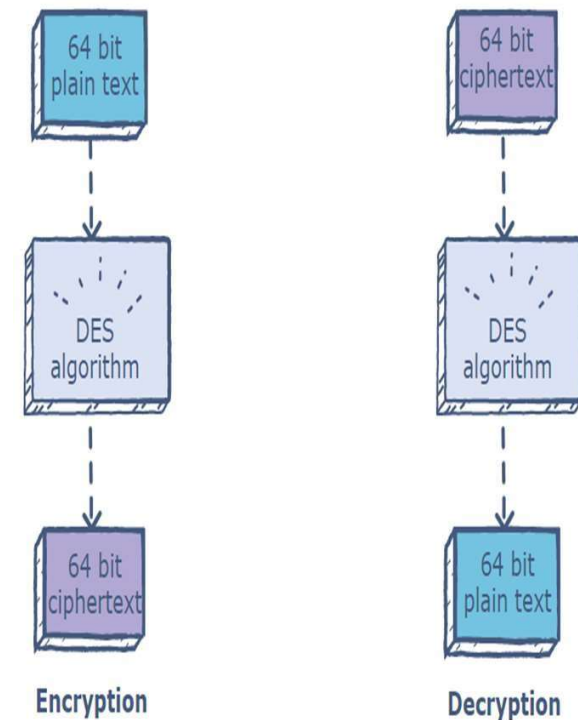 64 bit
plain text
DES
algorithm
64 bit
ciphertext
Encryption
64 bit
ciphertext
DES
algorithm
64 bit
plain text
Decryption